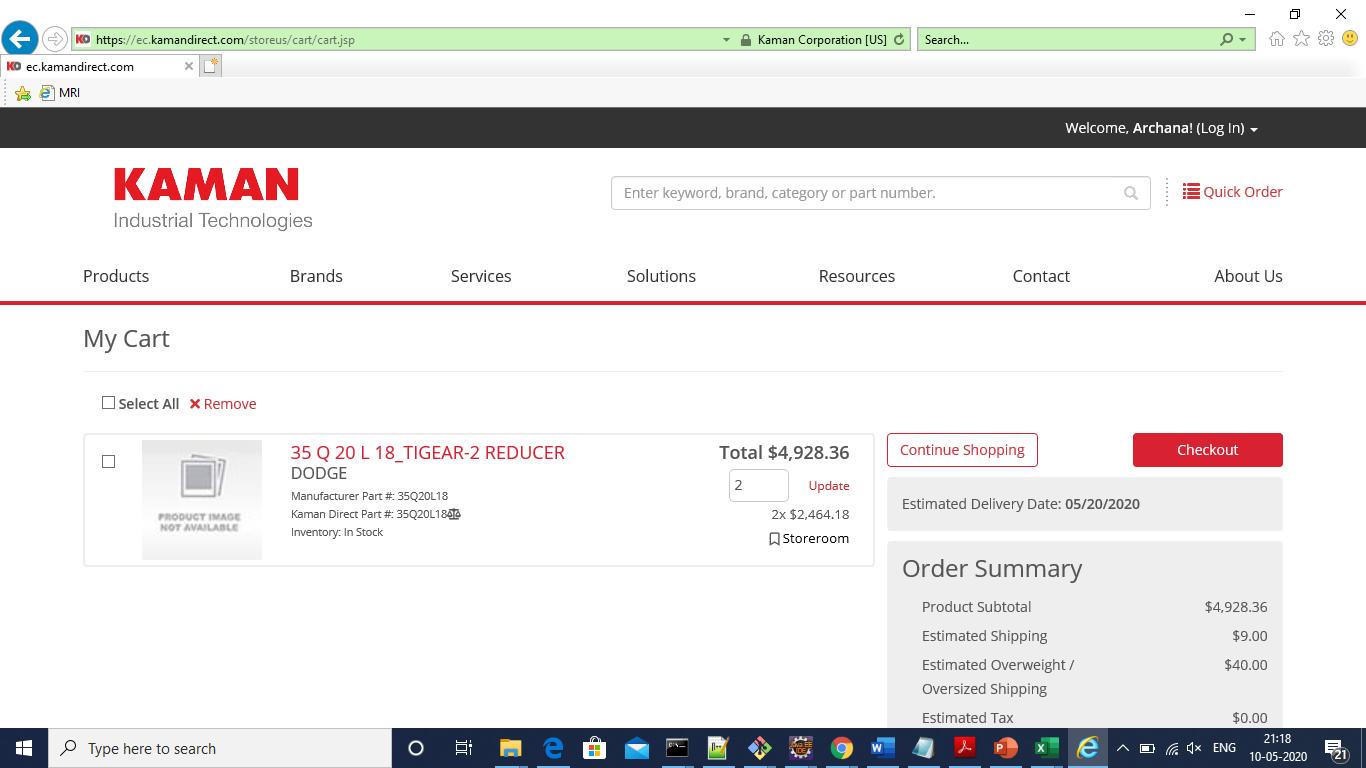 https://ec.kamandirect.com/storeus/cart/cart.jsp
Kaman Corporation [US]
Search...
KD ec.kamandirect.com
MRI
Welcome, Archana! (Log In)
KAMAN
Industrial Technologies
Enter keyword, brand, category or part number.
Quick Order
Products Brands Services Solutions Resources Contact About Us
My Cart
Select All Remove
PRODUCT IMAGE
NOT AVAILABLE
35 Q 20 L 18_TIGEAR-2 REDUCER
DODGE
Manufacturer Part #: 35Q20L18
Kaman Direct Part #: 35Q20L18
Inventory: In Stock
Total $4,928.36
2 Update
2x $2,464.18
Storeroom
Continue Shopping
Checkout
Estimated Delivery Date: 05/20/2020
Order Summary
Product Subtotal $4,928.36
Estimated Shipping $9.00
Estimated Overweight / $40.00
Oversized Shipping
Estimated Tax $0.00
Type here to search
ENG
21:18
10-05-2020
21